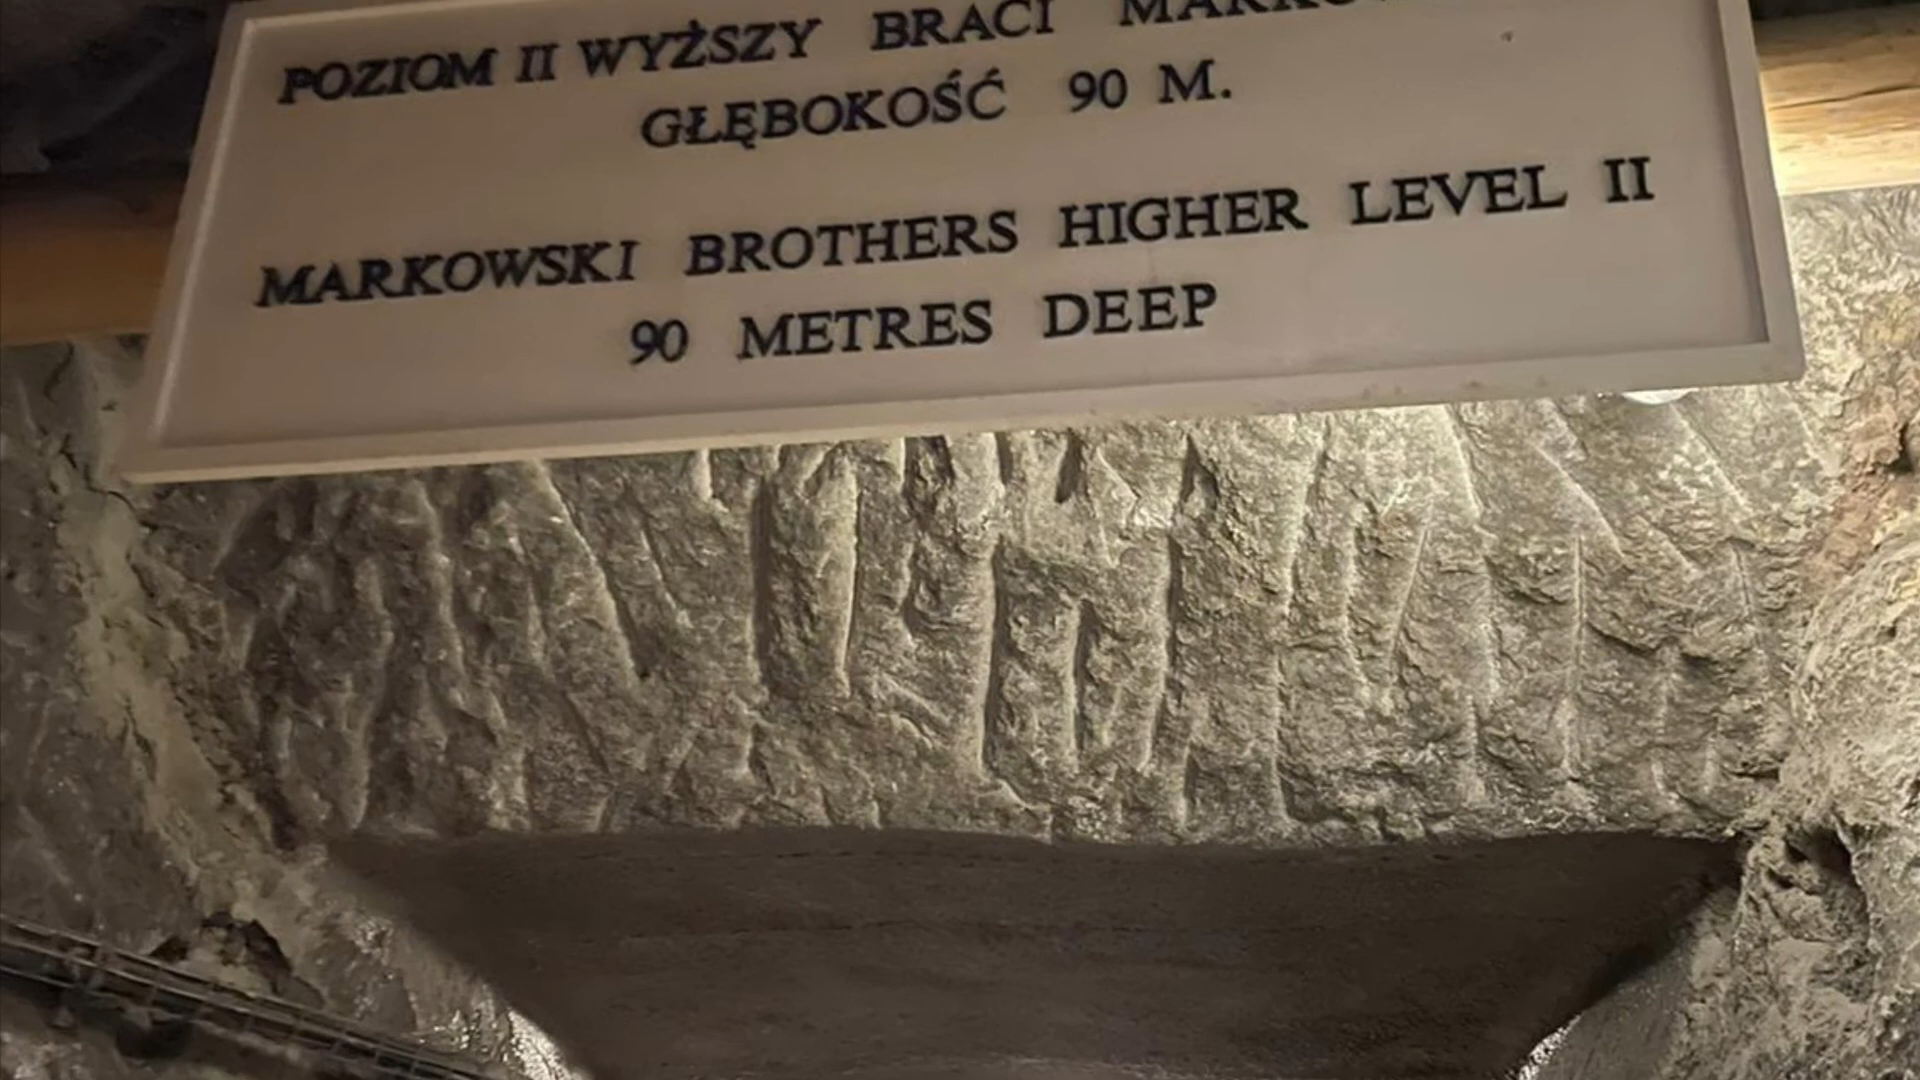 POZIOM II WYŻSZY BRACI
GŁĘBOKOŚĆ 90 M.
MARKOWSKI BROTHERS HIGHER LEVEL II
90 METRES DEEP